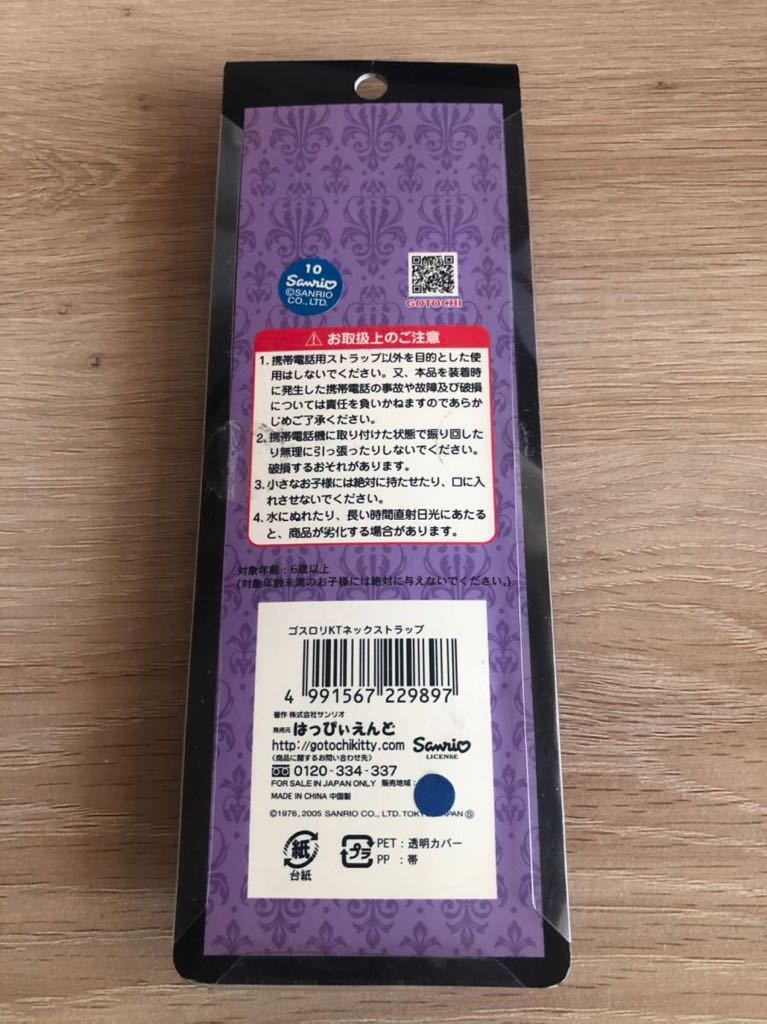 10
Sanrio
©SANRIO
CO., LTD.
GOTOCHI
お取扱上のご注意
1. 携帯電話用ストラップ以外を目的とした使
用はしないでください。又、本品を装着時
に発生した携帯電話の事故や故障及び破損
については責任を負いかねますのであらか
じめご了承ください。
2. 携帯電話機に取り付けた状態で振り回した
り無理に引っ張ったりしないでください。
破損するおそれがあります。
3. 小さなお子様には絶対に持たせたり、口に入
れさせないでください。
4. 水にぬれたり、長い時間直射日光にあたる
と、商品が劣化する場合があります。
対象年齢:6歳以上
(対象年齢未満のお子様には絶対に与えないでください。)
ゴスロリKTネックストラップ
4 991567 229897
著作 株式会社サンリオ
発売元 はっぴぃえんど
http://gotochikitty.com Sanrio
LICENSE
〈商品に関するお問い合わせ先〉
0120-334-337
FOR SALE IN JAPAN ONLY 販売地域:
MADE IN CHINA 中国製
©1976, 2005 SANRIO CO., LTD. TOKYO, JAPAN Ⓢ
紙
台紙
プラ
PET:透明カバー
PP :帯